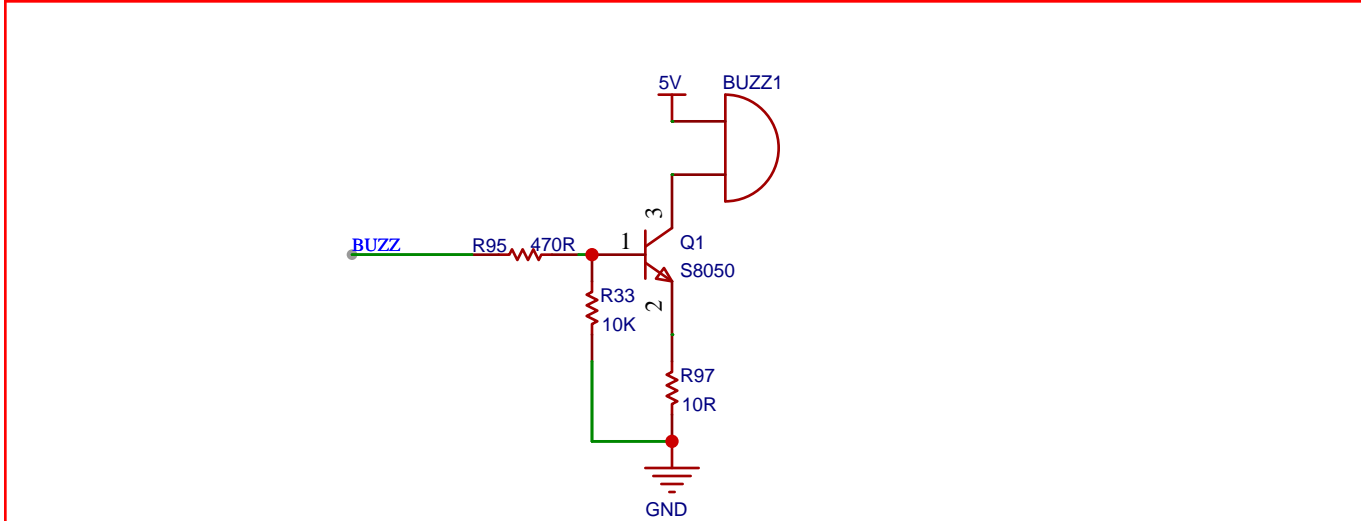 5V
BUZZ1
3
BUZZ
R95
470R
1
Q1
S8050
R33
10K
2
R97
10R
GND